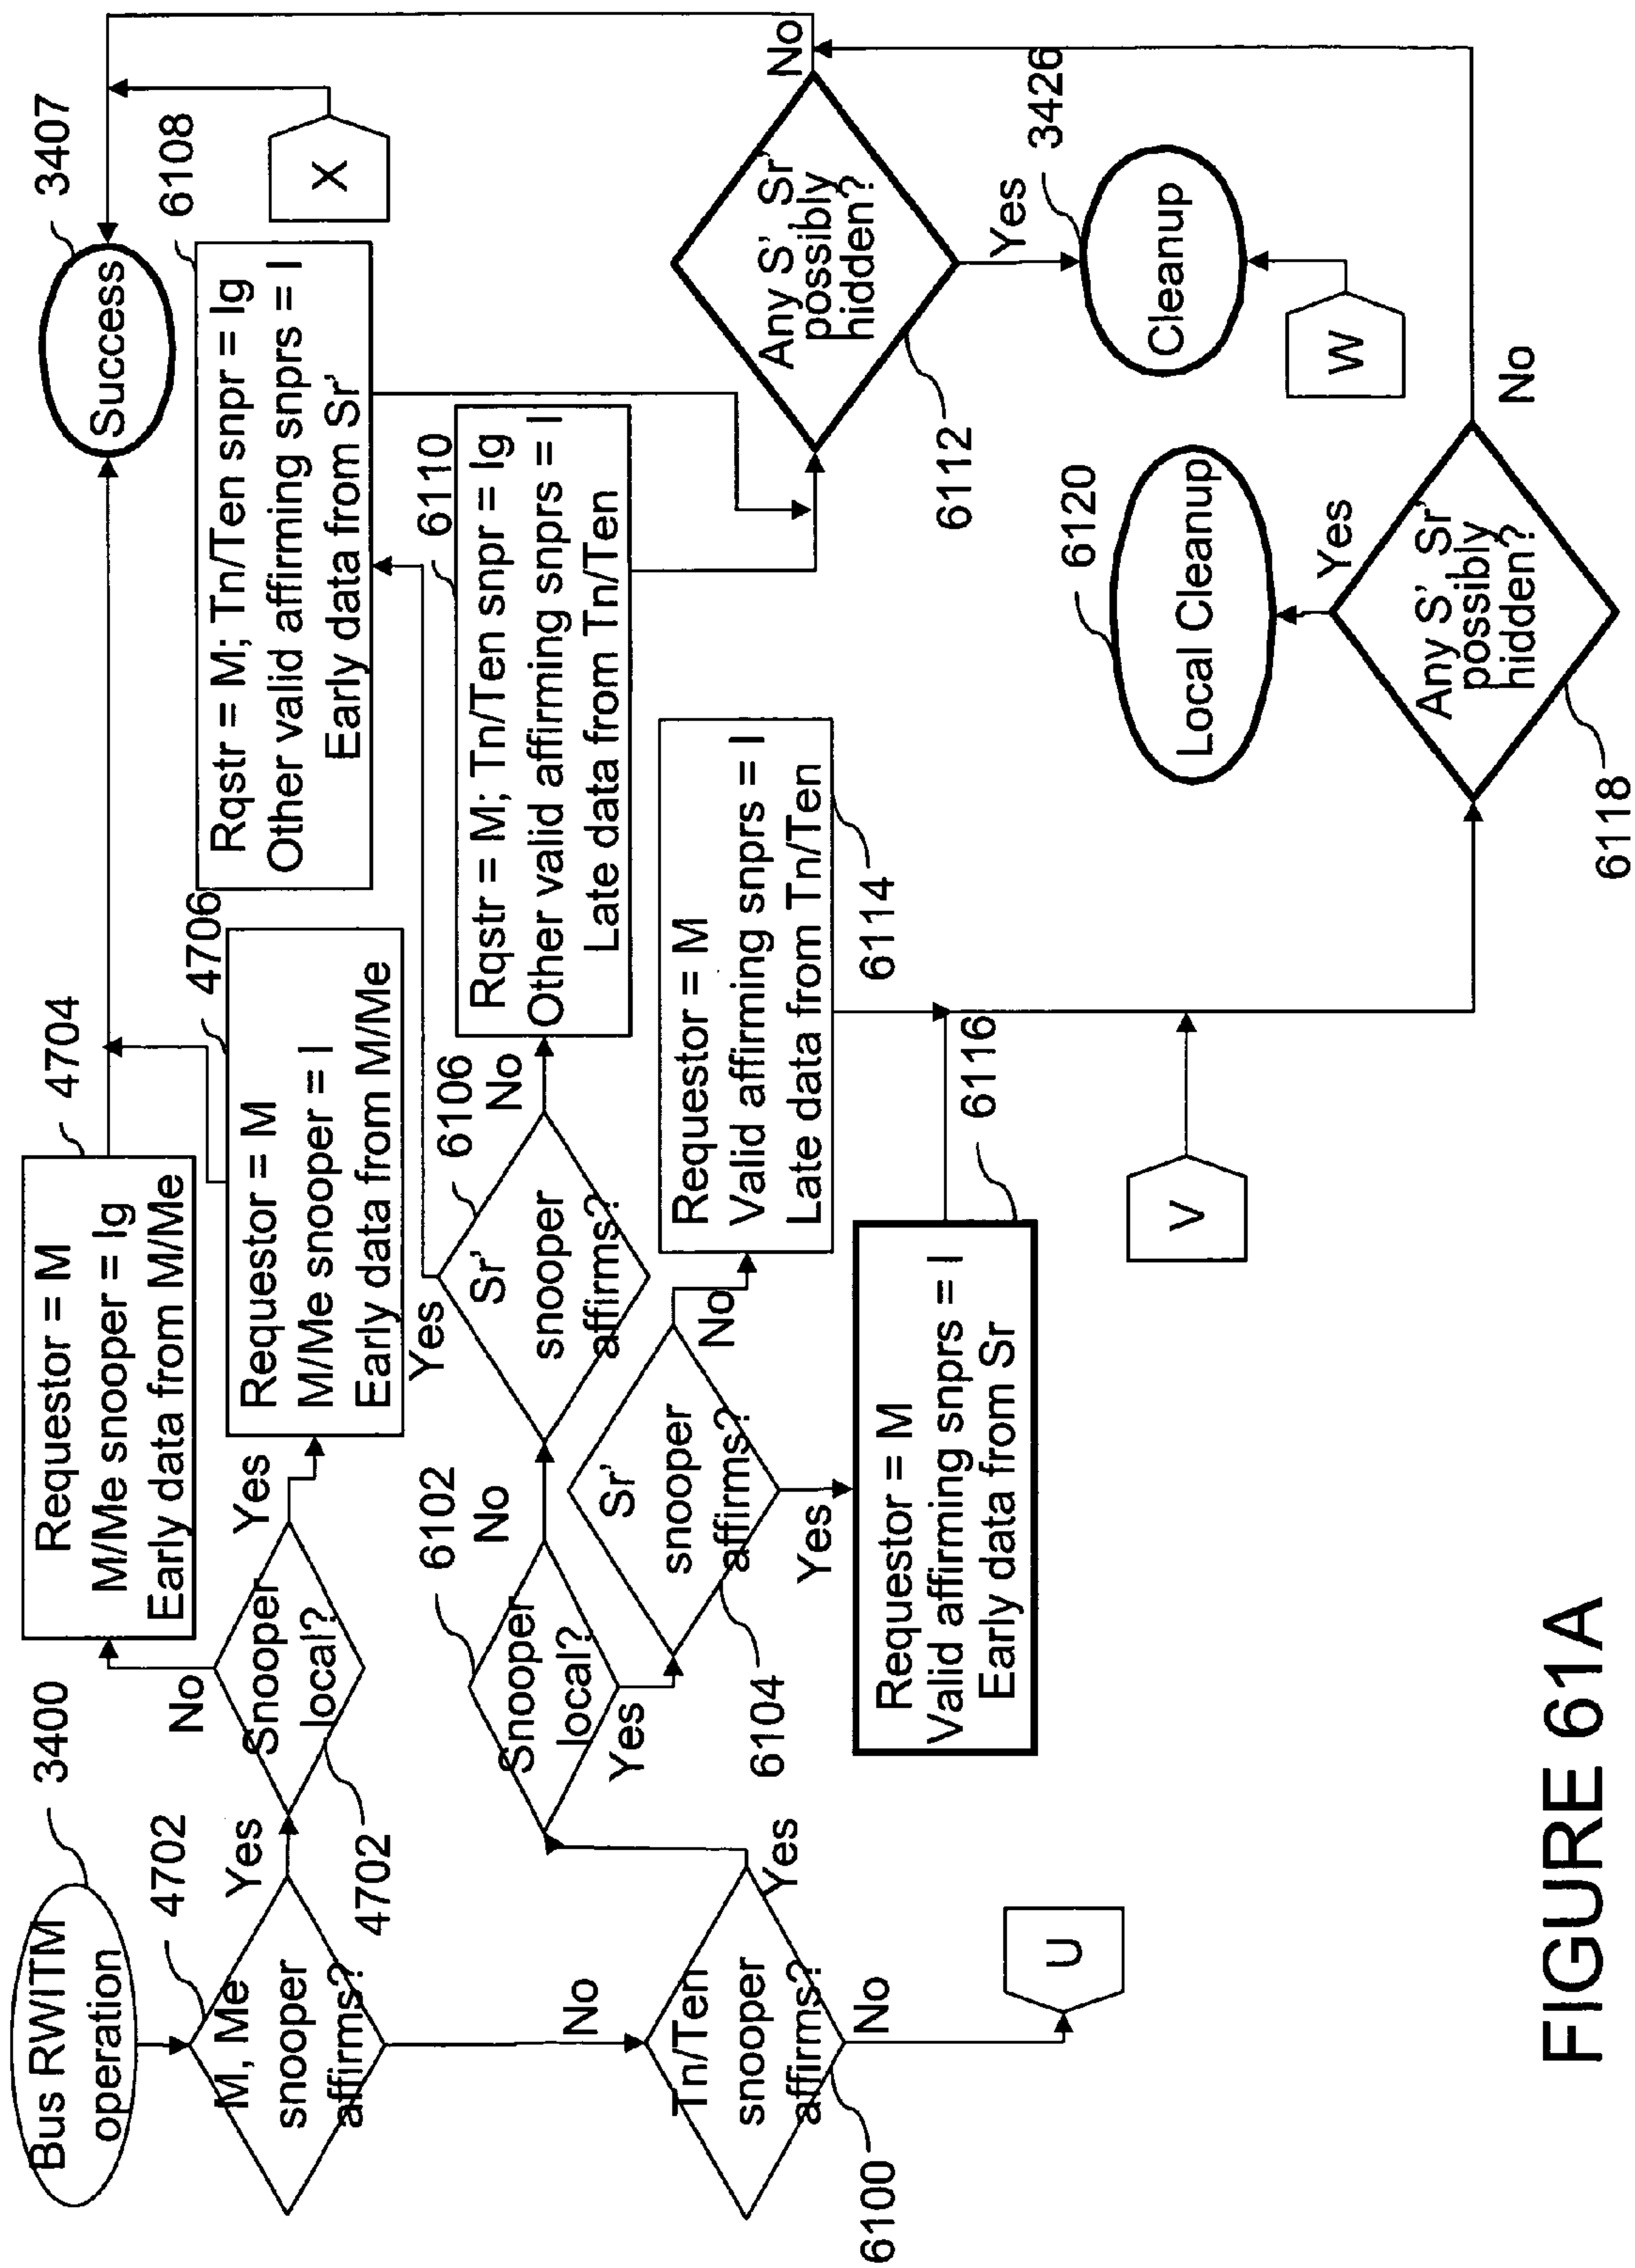 Bus RWITM
operation
3400
M, Me
snooper
affirms?
4702
Yes
No
Snooper
local?
4702
No
Yes
Requestor = M
M/Me snooper = Ig
Early data from M/Me
4704
Requestor = M
M/Me snooper = I
Early data from M/Me
4706
Success
3407
Tn/Ten
snooper
affirms?
6100
Yes
No
U
Snooper
local?
6102
No
Yes
Sr'
snooper
affirms?
6106
Yes
No
Sr'
snooper
affirms?
6104
No
Yes
Rqstr = M; Tn/Ten snpr = Ig
Other valid affirming snprs = I
Early data from Sr'
6108
X
Rqstr = M; Tn/Ten snpr = Ig
Other valid affirming snprs = I
Late data from Tn/Ten
6110
Any S', Sr'
possibly
hidden?
6112
No
Yes
Cleanup
3426
W
Requestor = M
Valid affirming snprs = I
Late data from Tn/Ten
6114
Requestor = M
Valid affirming snprs = I
Early data from Sr
6116
V
Any S', Sr'
possibly
hidden?
6118
Yes
No
Local Cleanup
6120
FIGURE 61A